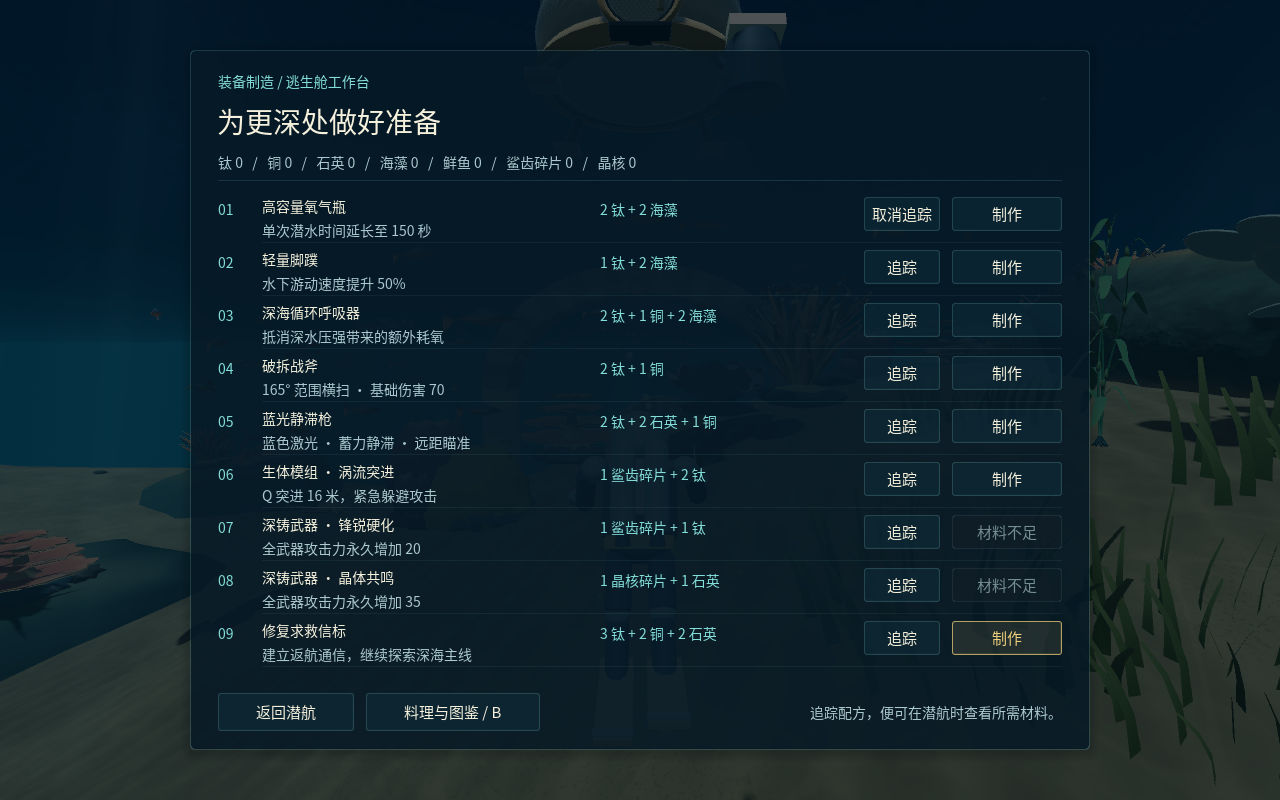 装备制造 / 逃生舱工作台
为更深处做好准备
钛 0 / 铜 0 / 石英 0 / 海藻 0 / 鲜鱼 0 / 鲨齿碎片 0 / 晶核 0
01 高容量氧气瓶 2 钛 + 2 海藻 取消追踪 制作
单次潜水时间延长至 150 秒
02 轻量脚蹼 1 钛 + 2 海藻 追踪 制作
水下游动速度提升 50%
03 深海循环呼吸器 2 钛 + 1 铜 + 2 海藻 追踪 制作
抵消深水压强带来的额外耗氧
04 破拆战斧 2 钛 + 1 铜 追踪 制作
165° 范围横扫 · 基础伤害 70
05 蓝光静滞枪 2 钛 + 2 石英 + 1 铜 追踪 制作
蓝色激光 · 蓄力静滞 · 远距瞄准
06 生体模组 · 涡流突进 1 鲨齿碎片 + 2 钛 追踪 制作
Q 突进 16 米，紧急躲避攻击
07 深铸武器 · 锋锐硬化 1 鲨齿碎片 + 1 钛 追踪 材料不足
全武器攻击力永久增加 20
08 深铸武器 · 晶体共鸣 1 晶核碎片 + 1 石英 追踪 材料不足
全武器攻击力永久增加 35
09 修复求救信标 3 钛 + 2 铜 + 2 石英 追踪 制作
建立返航通信，继续探索深海主线
返回潜航 料理与图鉴 / B 追踪配方，便可在潜航时查看所需材料。